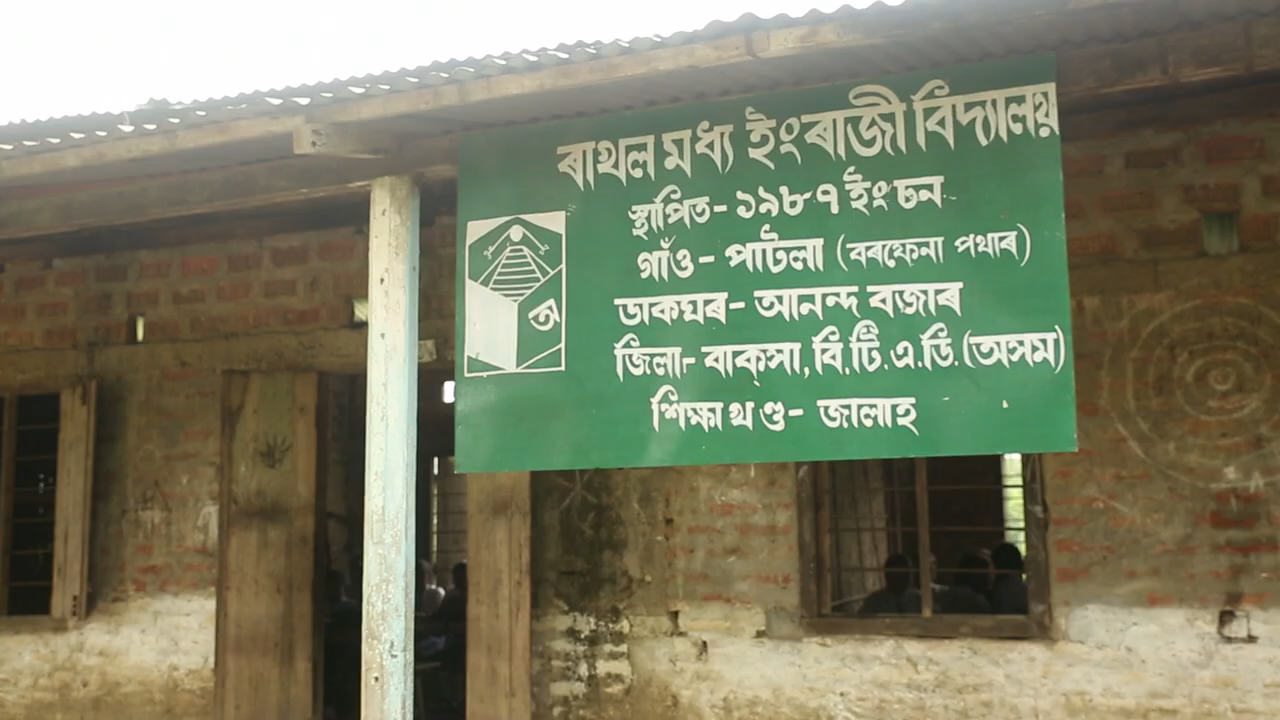 ৰাথল মধ্য ইংৰাজী বিদ্যালয়
স্থাপিত- ১৯৮৭ ইং চন
গাঁও- পাটলা (বৰফেনা পথাৰ)
ডাকঘৰ- আনন্দ বজাৰ
জিলা- বাক্সা, বি.টি.এ.ডি. (অসম)
শিক্ষা খণ্ড- জালাহ
অ